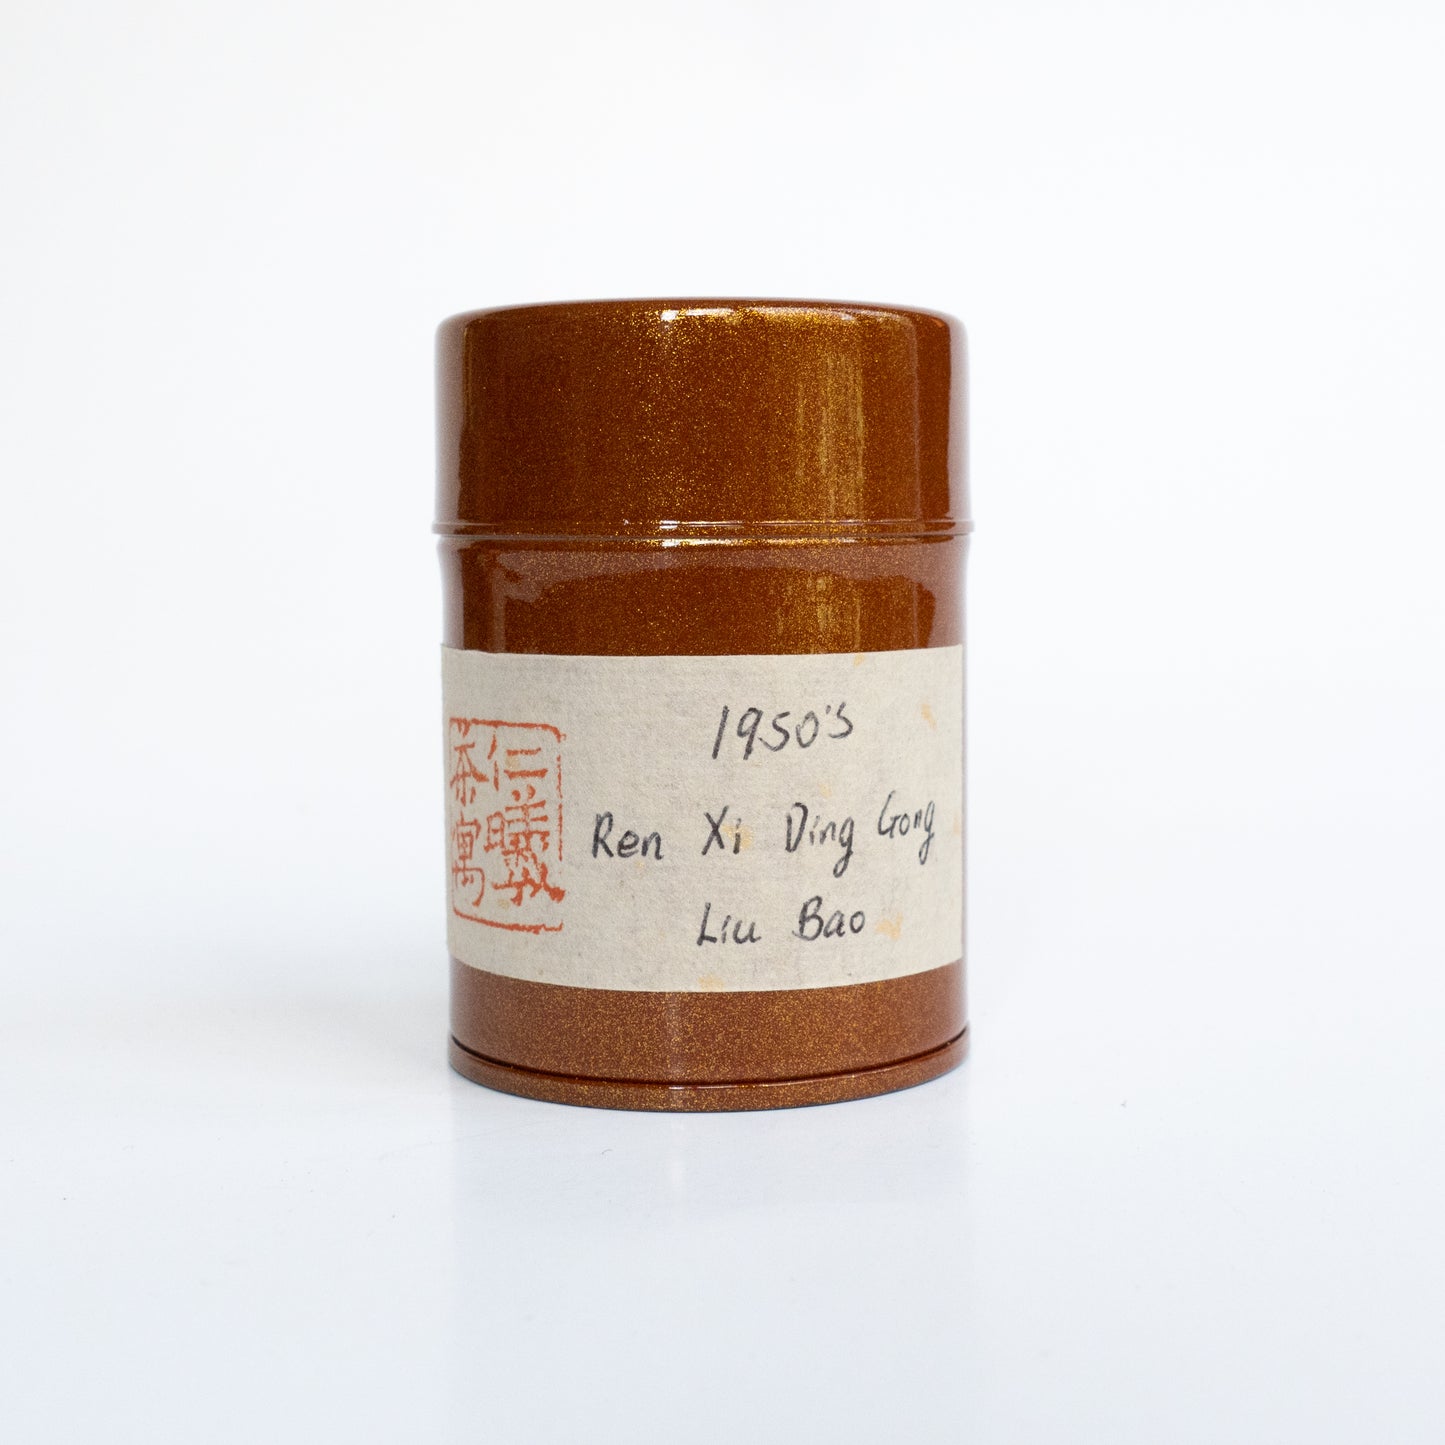 仁曦
茶寓
1950's
Ren Xi Ding Gong
Liu Bao